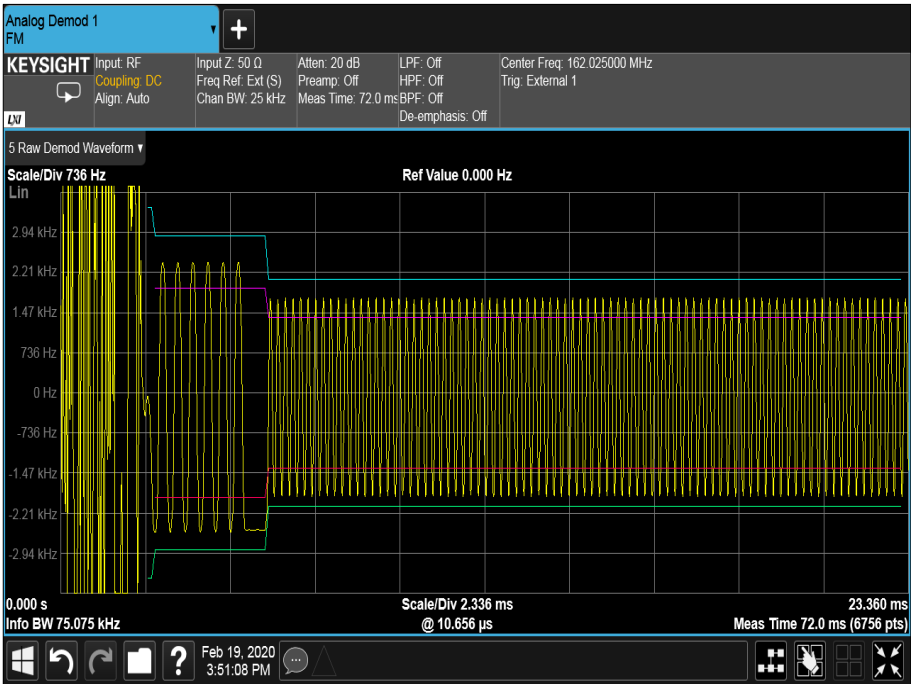 Analog Demod 1
FM
KEYSIGHT Input: RF Input Z: 50 Ω Atten: 20 dB LPF: Off Center Freq: 162.025000 MHz
Coupling: DC Freq Ref: Ext (S) Preamp: Off HPF: Off Trig: External 1
Align: Auto Chan BW: 25 kHz Meas Time: 72.0 ms BPF: Off
LXI De-emphasis: Off
5 Raw Demod Waveform
Scale/Div 736 Hz Ref Value 0.000 Hz
Lin
2.94 kHz
2.21 kHz
1.47 kHz
736 Hz
0 Hz
-736 Hz
-1.47 kHz
-2.21 kHz
-2.94 kHz
0.000 s Scale/Div 2.336 ms 23.360 ms
Info BW 75.075 kHz @ 10.656 µs Meas Time 72.0 ms (6756 pts)
? Feb 19, 2020
3:51:08 PM